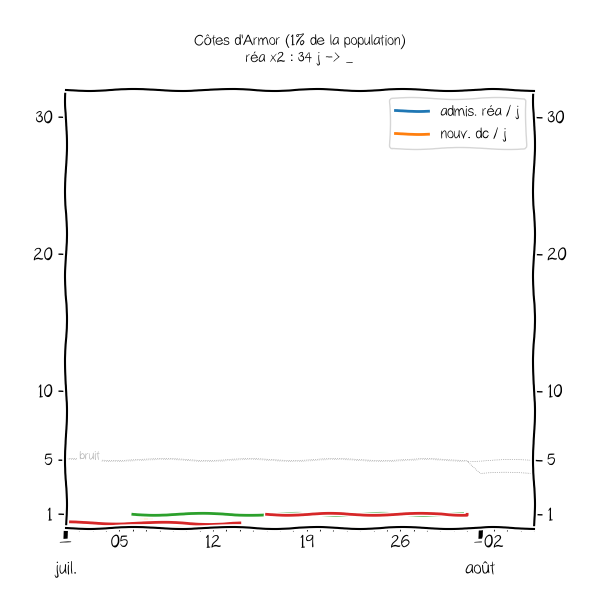 Côtes d'Armor (1% de la population)
réa x2 : 34 j -> _
admis. réa / j
nouv. dc / j
30
30
20
20
10
10
5
bruit
5
1
1
05
12
19
26
02
juil.
août